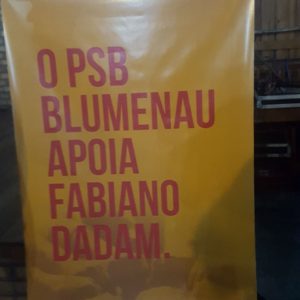 O PSB
BLUMENAU
APOIA
FABIANO
DADAM.